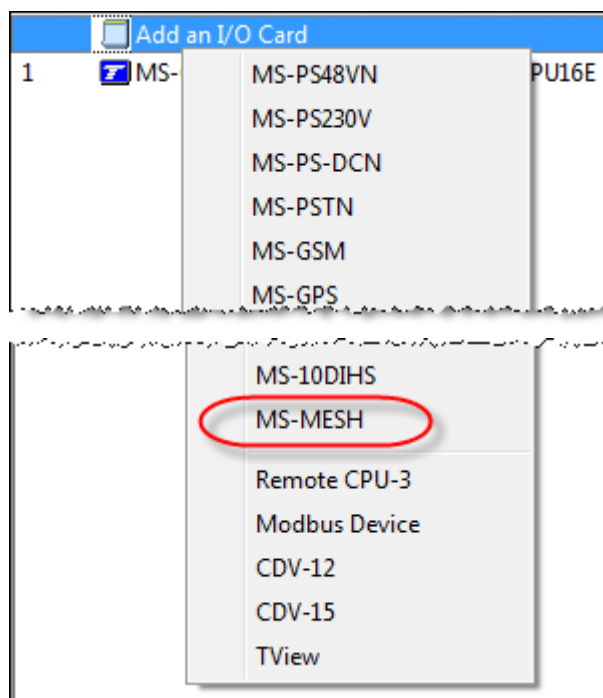 Add an I/O Card
1 MS- PU16E
MS-PS48VN
MS-PS230V
MS-PS-DCN
MS-PSTN
MS-GSM
MS-GPS
MS-10DIHS
MS-MESH
Remote CPU-3
Modbus Device
CDV-12
CDV-15
TView